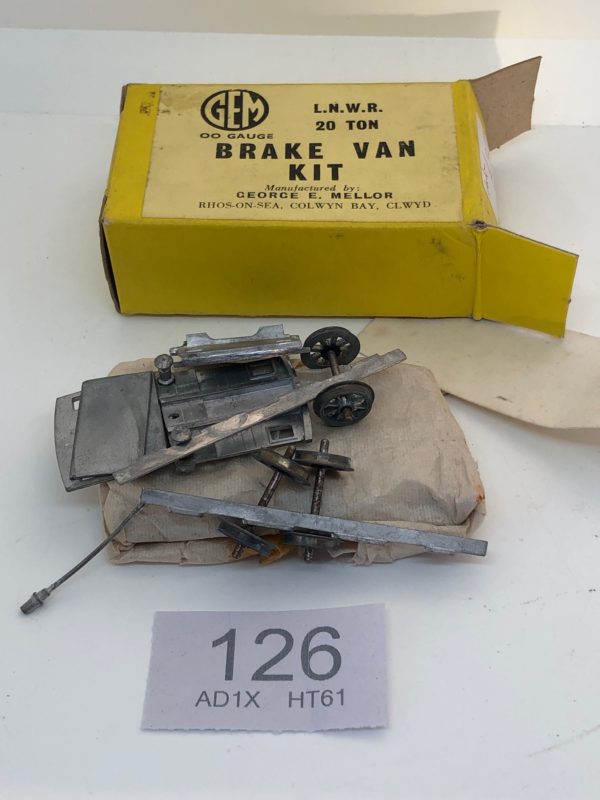 GEM
OO GAUGE
L.N.W.R.
20 TON
BRAKE VAN
KIT
Manufactured by:
GEORGE E. MELLOR
RHOS-ON-SEA, COLWYN BAY, CLWYD
126
AD1X HT61